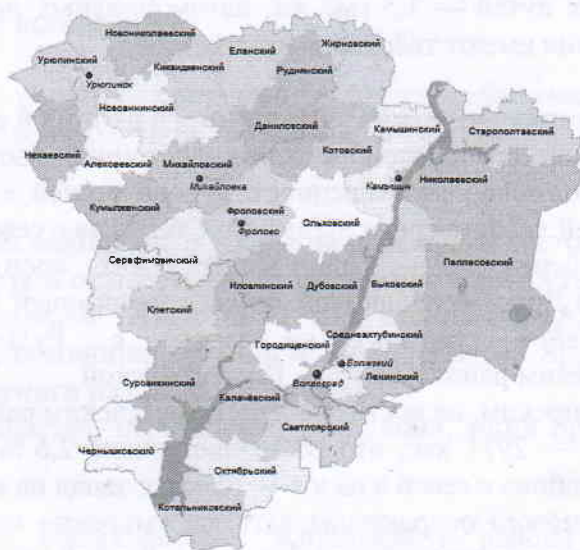 Новониколаевский
Урюпинский
Урюпинск
Киквидзенский
Еланский
Жирновский
Руднянский
Нововнинский
Нехаевский
Алексеевский
Михайловский
Михайловка
Даниловский
Котовский
Камышинский
Камышин
Старополтавский
Николаевский
Кумылженский
Фроловский
Фролово
Ольховский
Серафимовичский
Палласовский
Клетский
Иловлинский
Дубовский
Быковский
Городищенский
Среднеахтубинский
Волжский
Волгоград
Ленинский
Суровикинский
Калачёвский
Светлоярский
Чернышковский
Октябрьский
Котельниковский